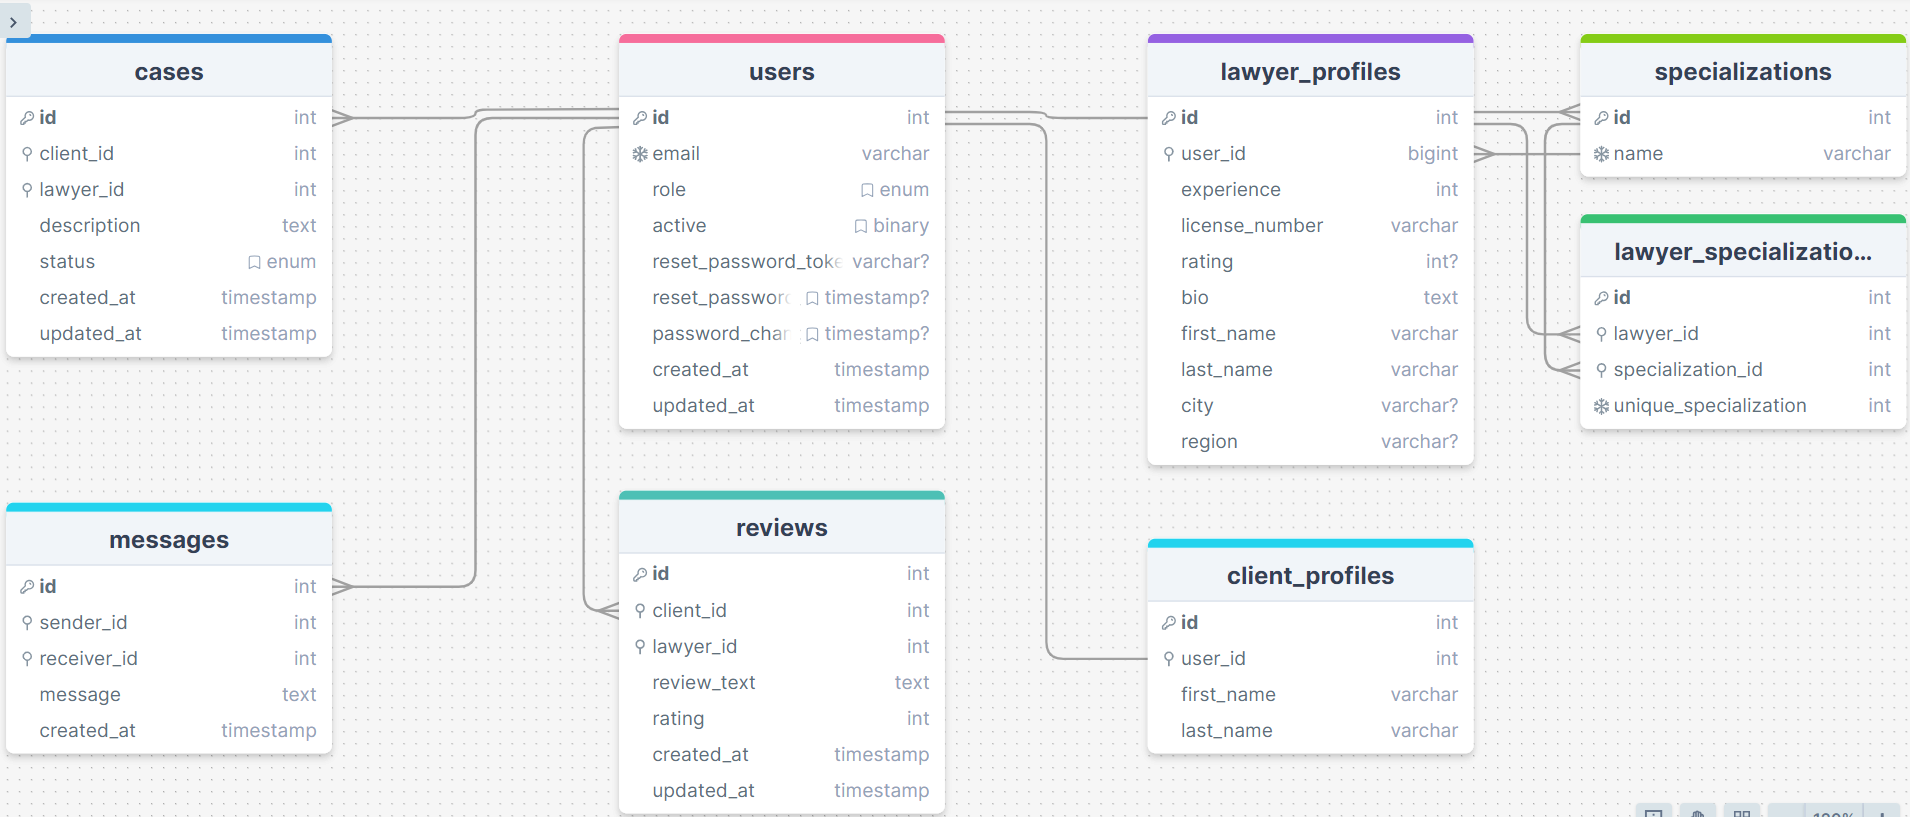 cases
id int
client_id int
lawyer_id int
description text
status enum
created_at timestamp
updated_at timestamp
messages
id int
sender_id int
receiver_id int
message text
created_at timestamp
users
id int
email varchar
role enum
active binary
reset_password_toke varchar?
reset_password timestamp?
password_chan timestamp?
created_at timestamp
updated_at timestamp
reviews
id int
client_id int
lawyer_id int
review_text text
rating int
created_at timestamp
updated_at timestamp
lawyer_profiles
id int
user_id bigint
experience int
license_number varchar
rating int?
bio text
first_name varchar
last_name varchar
city varchar?
region varchar?
client_profiles
id int
user_id int
first_name varchar
last_name varchar
specializations
id int
name varchar
lawyer_specializatio...
id int
lawyer_id int
specialization_id int
unique_specialization int